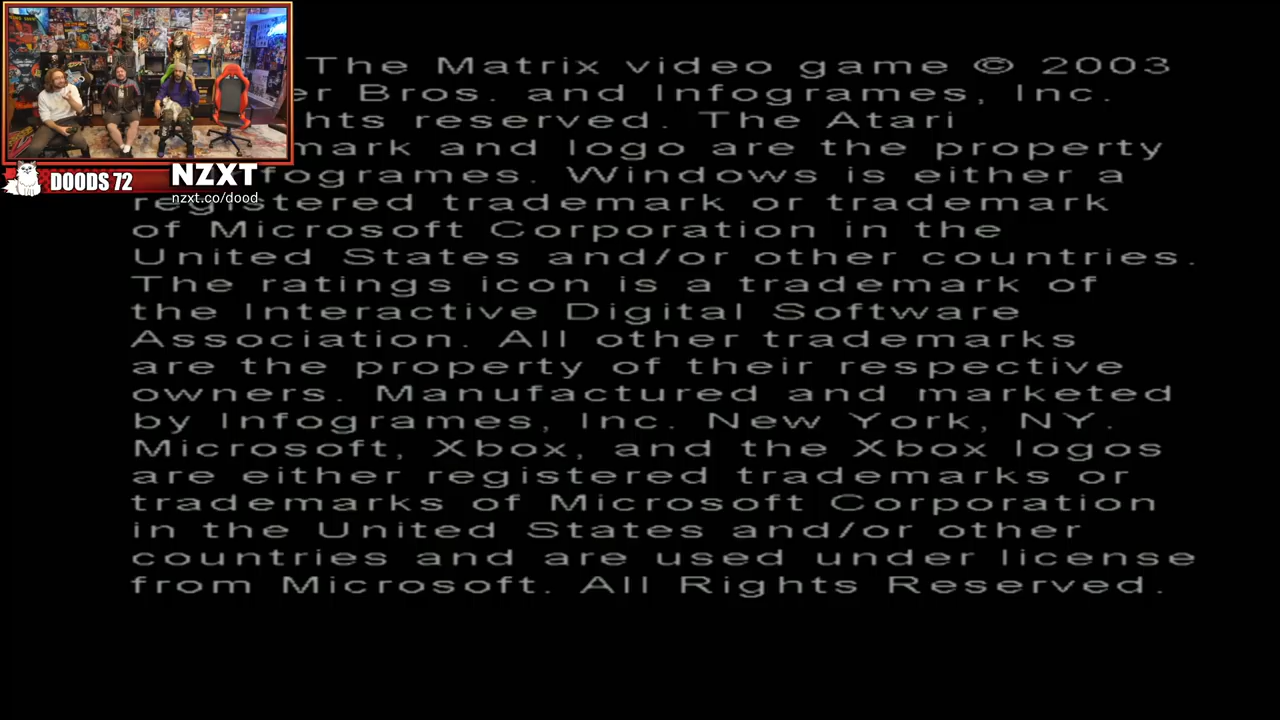 The Matrix video game © 2003
er Bros. and Infogrames, Inc.
hts reserved. The Atari
mark and logo are the property
fogrames. Windows is either a
registered trademark or trademark
of Microsoft Corporation in the
United States and/or other countries.
The ratings icon is a trademark of
the Interactive Digital Software
Association. All other trademarks
are the property of their respective
owners. Manufactured and marketed
by Infogrames, Inc. New York, NY.
Microsoft, Xbox, and the Xbox logos
are either registered trademarks or
trademarks of Microsoft Corporation
in the United States and/or other
countries and are used under license
from Microsoft. All Rights Reserved.
DOODS 72
NZXT
nzxt.co/dood